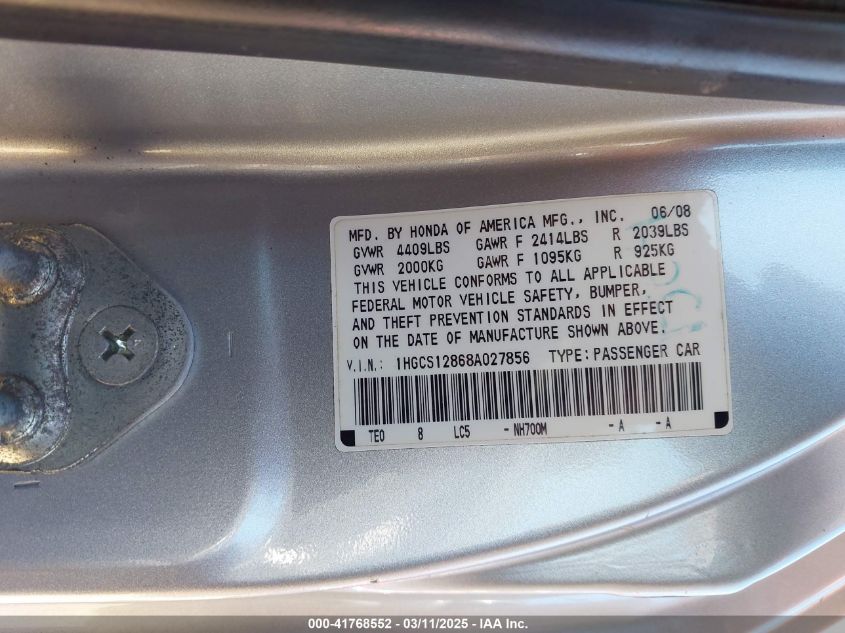 MFD. BY HONDA OF AMERICA MFG., INC. 06/08
GVWR 4409LBS GAWR F 2414LBS R 2039LBS
GVWR 2000KG GAWR F 1095KG R 925KG
THIS VEHICLE CONFORMS TO ALL APPLICABLE
FEDERAL MOTOR VEHICLE SAFETY, BUMPER,
AND THEFT PREVENTION STANDARDS IN EFFECT
ON THE DATE OF MANUFACTURE SHOWN ABOVE.
V.I.N.: 1HGCS12868A027856 TYPE: PASSENGER CAR
TE0 8 LC5 - NH700M - A - A
000-41768552 - 03/11/2025 - IAA Inc.